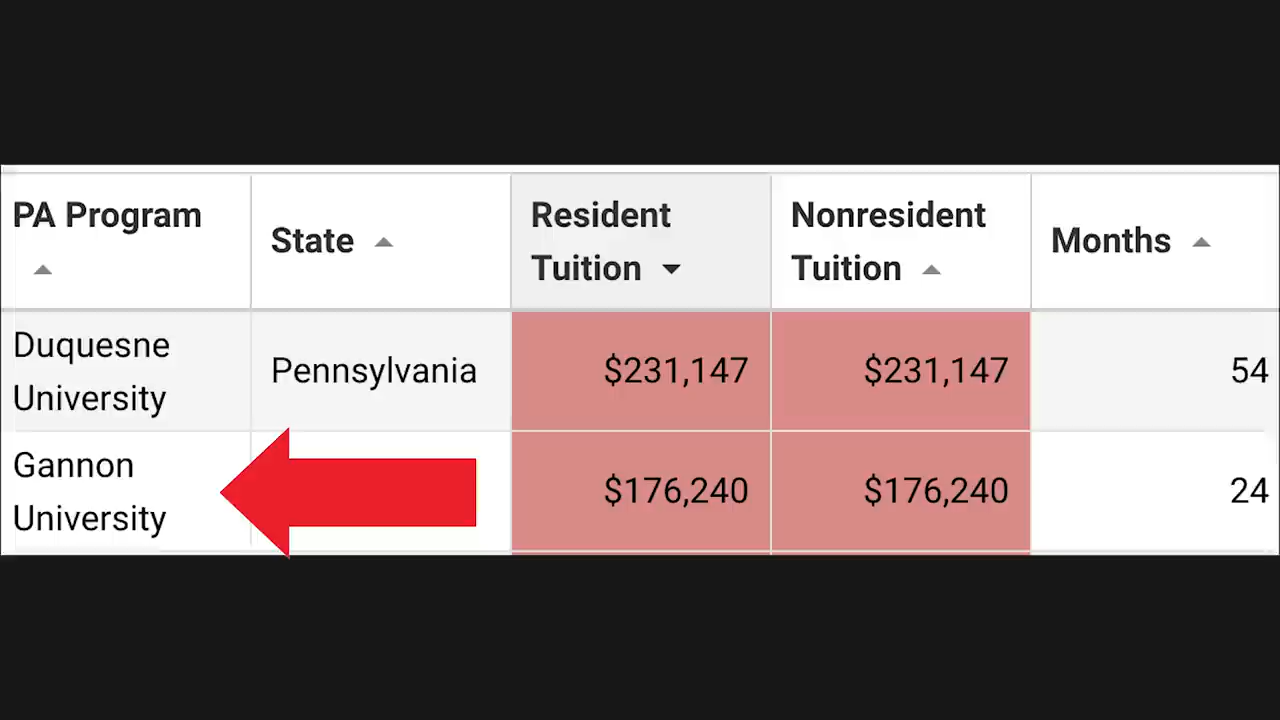 PA Program
State
Resident
Tuition
Nonresident
Tuition
Months
Duquesne
University
Pennsylvania
$231,147
$231,147
54
Gannon
University
$176,240
$176,240
24